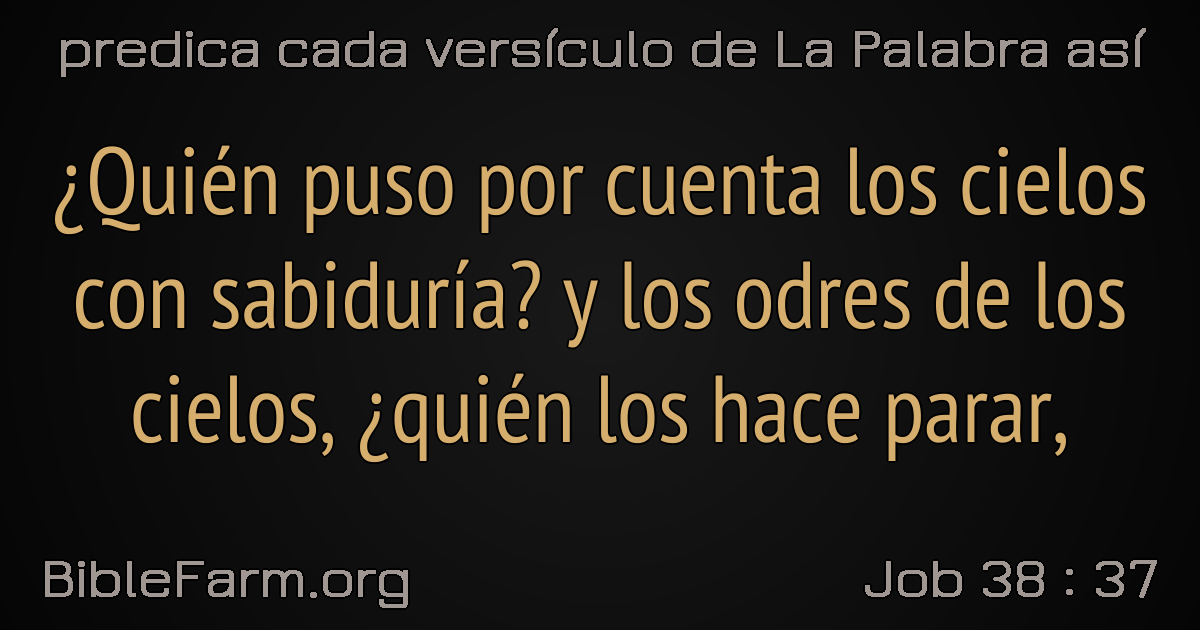 predica cada versículo de La Palabra así
¿Quién puso por cuenta los cielos
con sabiduría? y los odres de los
cielos, ¿quién los hace parar,
BibleFarm.org
Job 38 : 37